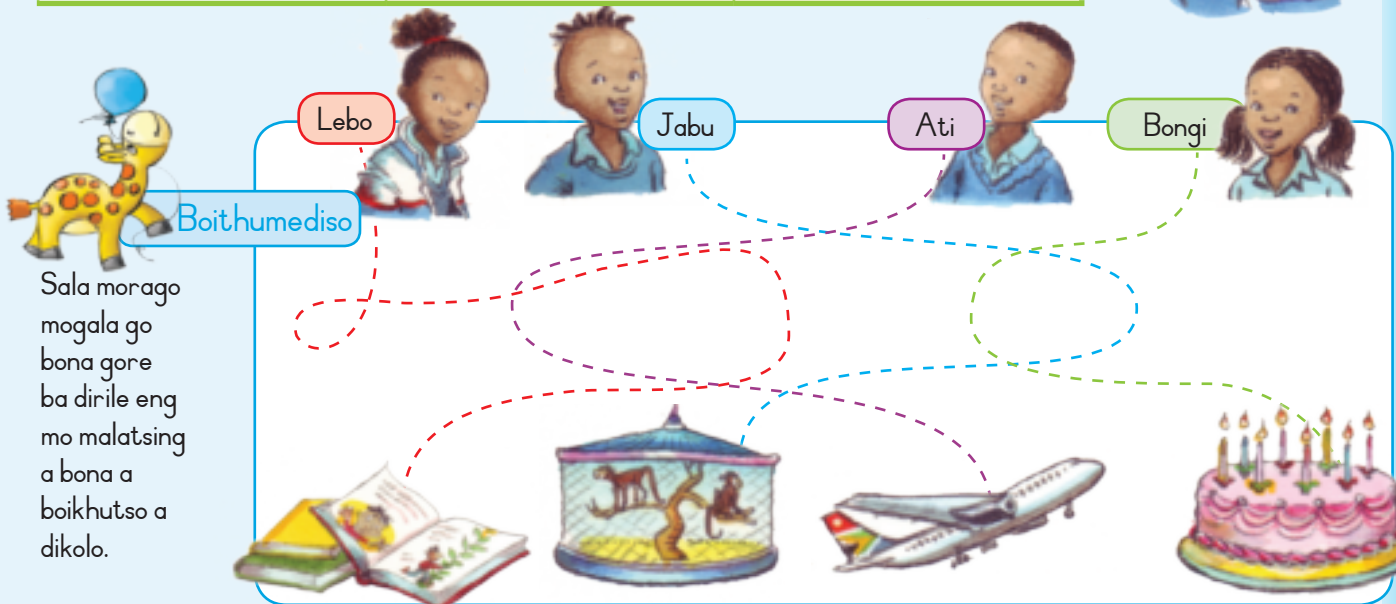 Lebo
Jabu
Ati
Bongi
Boithumediso
Sala morago
mogala go
bona gore
ba dirile eng
mo malatsing
a bona a
boikhutso a
dikolo.